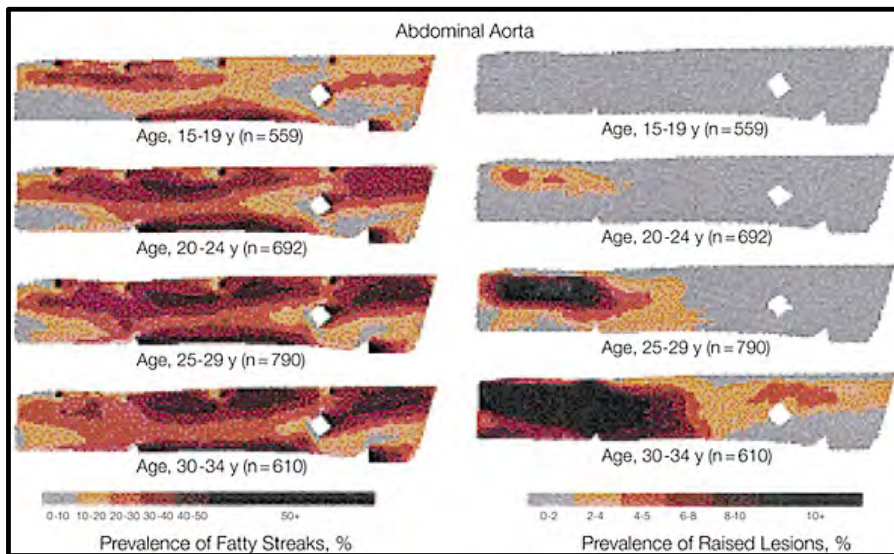 Abdominal Aorta
Age, 15-19 y (n=559)
Age, 15-19 y (n=559)
Age, 20-24 y (n=692)
Age, 20-24 y (n=692)
Age, 25-29 y (n=790)
Age, 25-29 y (n=790)
Age, 30-34 y (n=610)
Age, 30-34 y (n=610)
0-10 10-20 20-30 30-40 40-50 50+
0-2 2-4 4-5 6-8 8-10 10+
Prevalence of Fatty Streaks, %
Prevalence of Raised Lesions, %